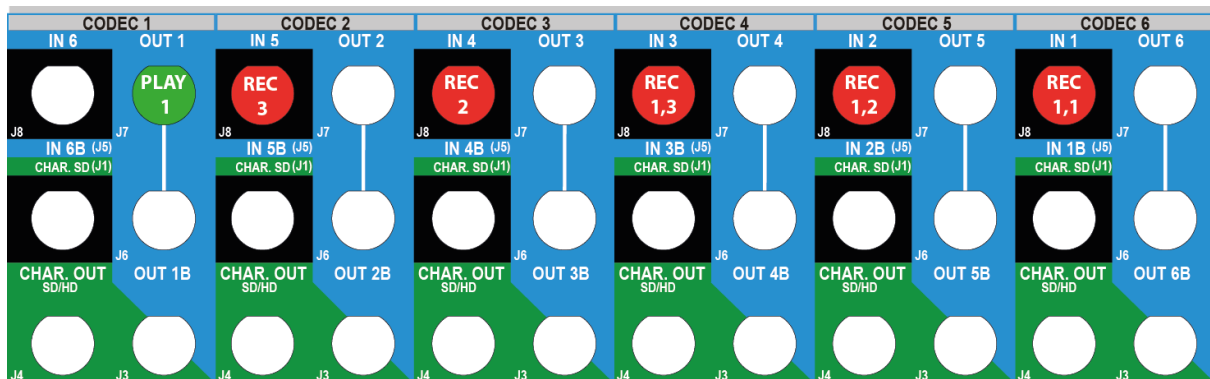 CODEC 1 CODEC 2 CODEC 3 CODEC 4 CODEC 5 CODEC 6
IN 6 OUT 1 IN 5 OUT 2 IN 4 OUT 3 IN 3 OUT 4 IN 2 OUT 5 IN 1 OUT 6
PLAY REC REC REC REC REC
1 3 2 1,3 1,2 1,1
J8 J7 J8 J7 J8 J7 J8 J7 J8 J7 J8 J7
IN 6B (J5) IN 5B (J5) IN 4B (J5) IN 3B (J5) IN 2B (J5) IN 1B (J5)
CHAR. SD (J1) CHAR. SD (J1) CHAR. SD (J1) CHAR. SD (J1) CHAR. SD (J1) CHAR. SD (J1)
J6 J6 J6 J6 J6 J6
CHAR. OUT OUT 1B CHAR. OUT OUT 2B CHAR. OUT OUT 3B CHAR. OUT OUT 4B CHAR. OUT OUT 5B CHAR. OUT OUT 6B
SD/HD SD/HD SD/HD SD/HD SD/HD SD/HD
J4 J3 J4 J3 J4 J3 J4 J3 J4 J3 J4 J3